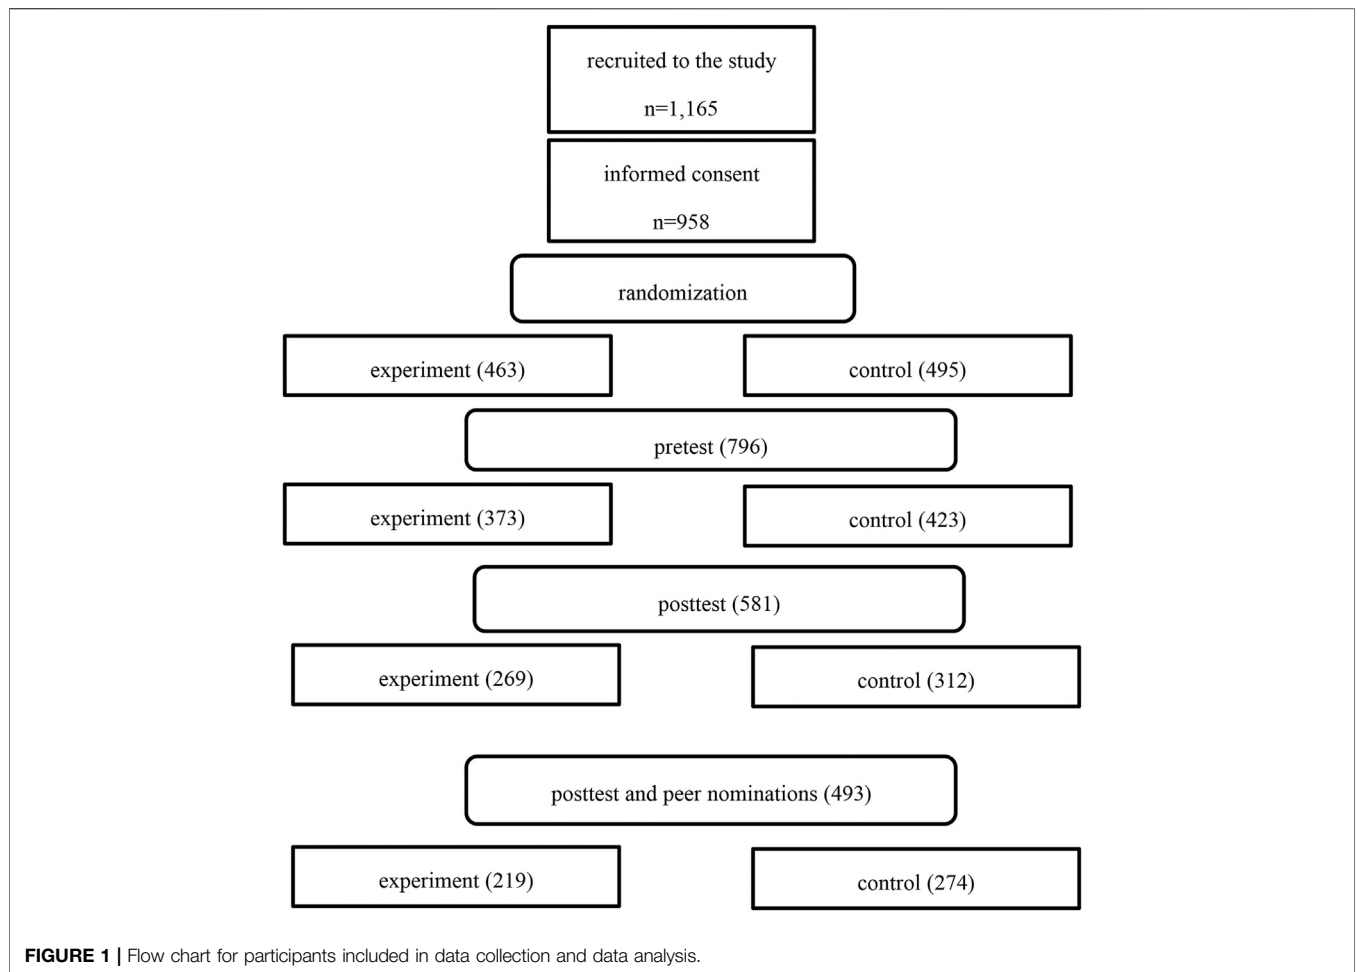 recruited to the study
n=1,165
informed consent
n=958
randomization
experiment (463)
control (495)
pretest (796)
experiment (373)
control (423)
posttest (581)
experiment (269)
control (312)
posttest and peer nominations (493)
experiment (219)
control (274)
FIGURE 1 | Flow chart for participants included in data collection and data analysis.